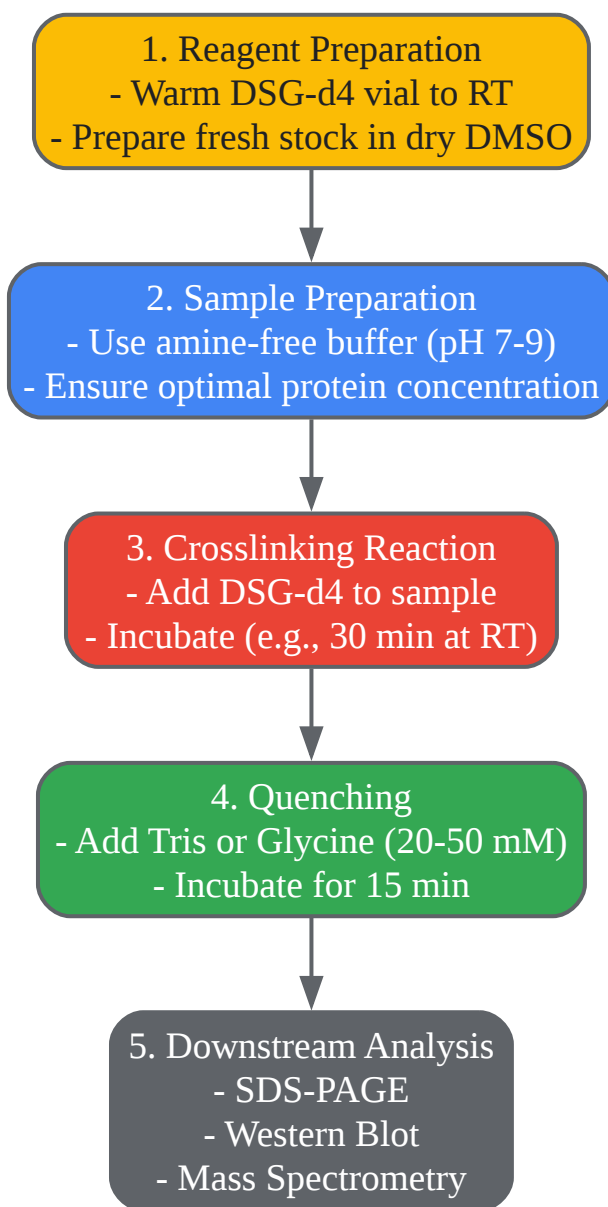 1. Reagent Preparation
- Warm DSG-d4 vial to RT
- Prepare fresh stock in dry DMSO
2. Sample Preparation
- Use amine-free buffer (pH 7-9)
- Ensure optimal protein concentration
3. Crosslinking Reaction
- Add DSG-d4 to sample
- Incubate (e.g., 30 min at RT)
4. Quenching
- Add Tris or Glycine (20-50 mM)
- Incubate for 15 min
5. Downstream Analysis
- SDS-PAGE
- Western Blot
- Mass Spectrometry